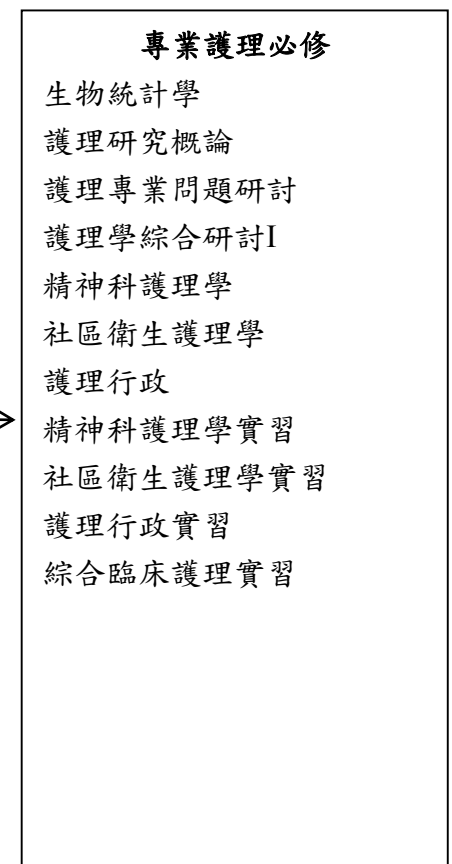 專業護理必修
生物統計學
護理研究概論
護理專業問題研討
護理學綜合研討I
精神科護理學
社區衛生護理學
護理行政
精神科護理學實習
社區衛生護理學實習
護理行政實習
綜合臨床護理實習